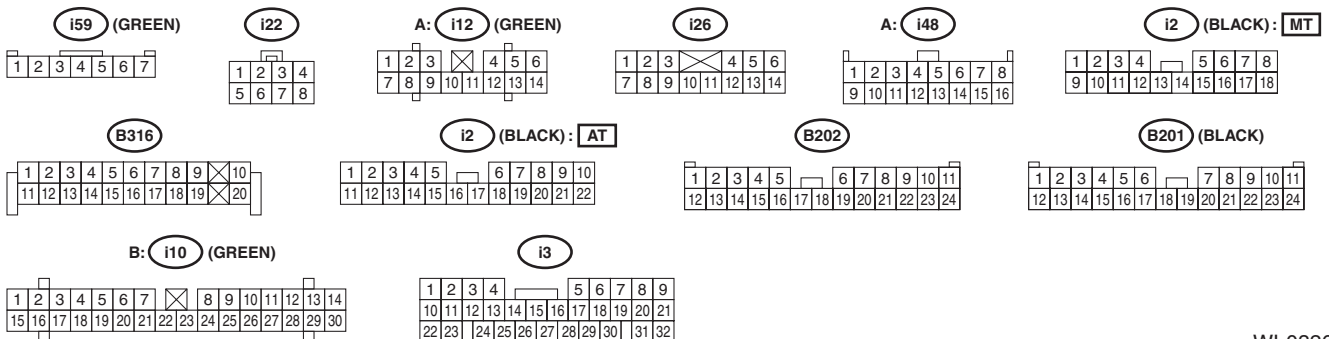 i59 (GREEN) i22 A: i12 (GREEN) i26 A: i48 i2 (BLACK): MT
1 2 3 4 5 6 7
1 2 3 4
5 6 7 8
1 2 3 4 5 6
7 8 9 10 11 12 13 14
1 2 3 4 5 6
7 8 9 10 11 12 13 14
1 2 3 4 5 6 7 8
9 10 11 12 13 14 15 16
1 2 3 4 5 6 7 8
9 10 11 12 13 14 15 16 17 18
B316 i2 (BLACK): AT B202 B201 (BLACK)
1 2 3 4 5 6 7 8 9 10
11 12 13 14 15 16 17 18 19 20
1 2 3 4 5 6 7 8 9 10
11 12 13 14 15 16 17 18 19 20 21 22
1 2 3 4 5 6 7 8 9 10 11
12 13 14 15 16 17 18 19 20 21 22 23 24
1 2 3 4 5 6 7 8 9 10 11
12 13 14 15 16 17 18 19 20 21 22 23 24
B: i10 (GREEN) i3
1 2 3 4 5 6 7 8 9 10 11 12 13 14
15 16 17 18 19 20 21 22 23 24 25 26 27 28 29 30
1 2 3 4 5 6 7 8 9
10 11 12 13 14 15 16 17 18 19 20 21
22 23 24 25 26 27 28 29 30 31 32